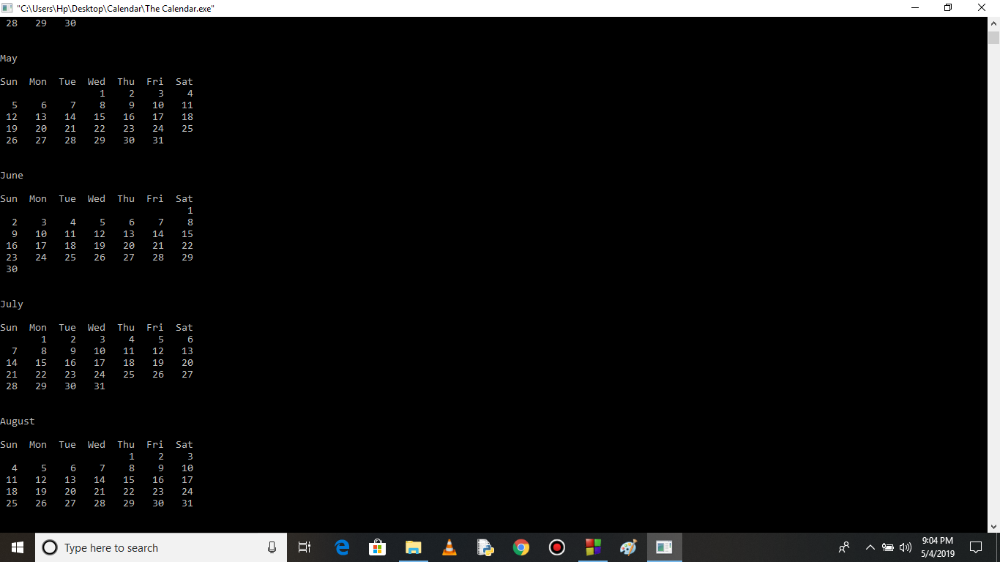 "C:\Users\Hp\Desktop\Calendar\The Calendar.exe"
28 29 30
May
Sun Mon Tue Wed Thu Fri Sat
1 2 3 4
5 6 7 8 9 10 11
12 13 14 15 16 17 18
19 20 21 22 23 24 25
26 27 28 29 30 31
June
Sun Mon Tue Wed Thu Fri Sat
1
2 3 4 5 6 7 8
9 10 11 12 13 14 15
16 17 18 19 20 21 22
23 24 25 26 27 28 29
30
July
Sun Mon Tue Wed Thu Fri Sat
1 2 3 4 5 6
7 8 9 10 11 12 13
14 15 16 17 18 19 20
21 22 23 24 25 26 27
28 29 30 31
August
Sun Mon Tue Wed Thu Fri Sat
1 2 3
4 5 6 7 8 9 10
11 12 13 14 15 16 17
18 19 20 21 22 23 24
25 26 27 28 29 30 31
Type here to search
9:04 PM
5/4/2019